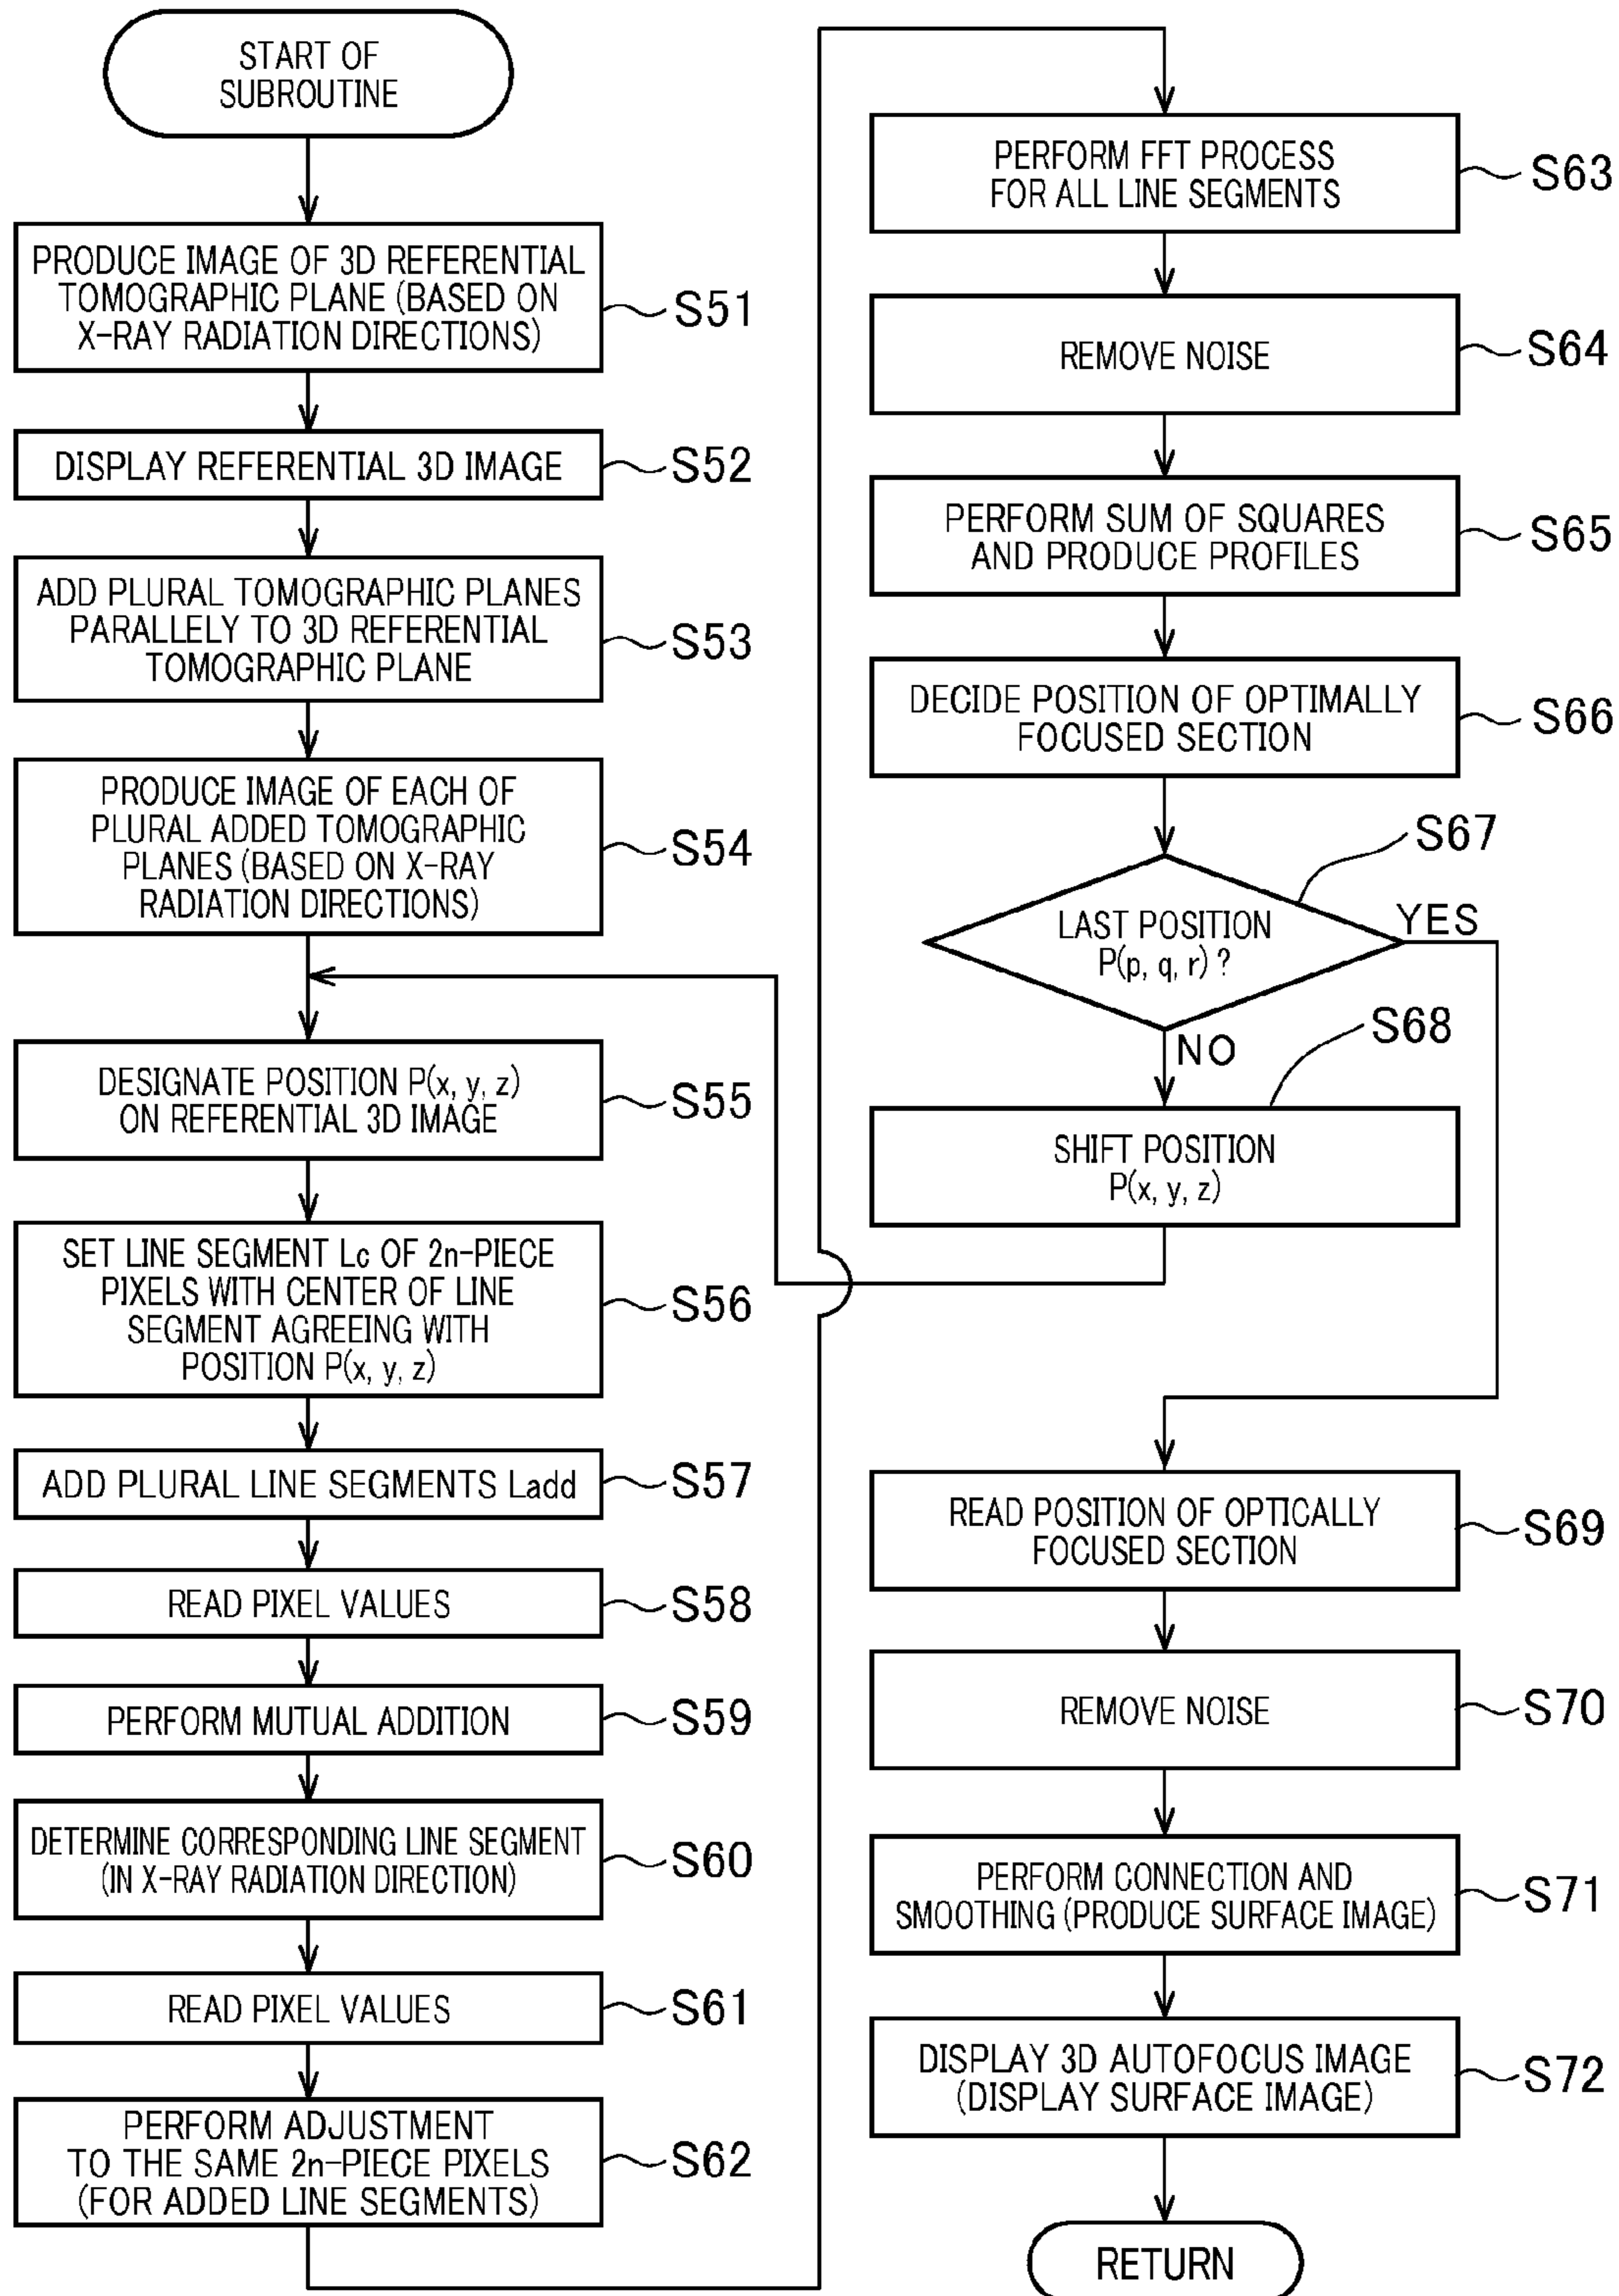 START OF
SUBROUTINE
PRODUCE IMAGE OF 3D REFERENTIAL
TOMOGRAPHIC PLANE (BASED ON
X-RAY RADIATION DIRECTIONS)
S51
DISPLAY REFERENTIAL 3D IMAGE
S52
ADD PLURAL TOMOGRAPHIC PLANES
PARALLELY TO 3D REFERENTIAL
TOMOGRAPHIC PLANE
S53
PRODUCE IMAGE OF EACH OF
PLURAL ADDED TOMOGRAPHIC
PLANES (BASED ON X-RAY
RADIATION DIRECTIONS)
S54
DESIGNATE POSITION P(x, y, z)
ON REFERENTIAL 3D IMAGE
S55
SET LINE SEGMENT Lc OF 2n-PIECE
PIXELS WITH CENTER OF LINE
SEGMENT AGREEING WITH
POSITION P(x, y, z)
S56
ADD PLURAL LINE SEGMENTS Ladd
S57
READ PIXEL VALUES
S58
PERFORM MUTUAL ADDITION
S59
DETERMINE CORRESPONDING LINE SEGMENT
(IN X-RAY RADIATION DIRECTION)
S60
READ PIXEL VALUES
S61
PERFORM ADJUSTMENT
TO THE SAME 2n-PIECE PIXELS
(FOR ADDED LINE SEGMENTS)
S62
PERFORM FFT PROCESS
FOR ALL LINE SEGMENTS
S63
REMOVE NOISE
S64
PERFORM SUM OF SQUARES
AND PRODUCE PROFILES
S65
DECIDE POSITION OF OPTIMALLY
FOCUSED SECTION
S66
S67
LAST POSITION
P(p, q, r) ?
YES
NO
S68
SHIFT POSITION
P(x, y, z)
READ POSITION OF OPTICALLY
FOCUSED SECTION
S69
REMOVE NOISE
S70
PERFORM CONNECTION AND
SMOOTHING (PRODUCE SURFACE IMAGE)
S71
DISPLAY 3D AUTOFOCUS IMAGE
(DISPLAY SURFACE IMAGE)
S72
RETURN